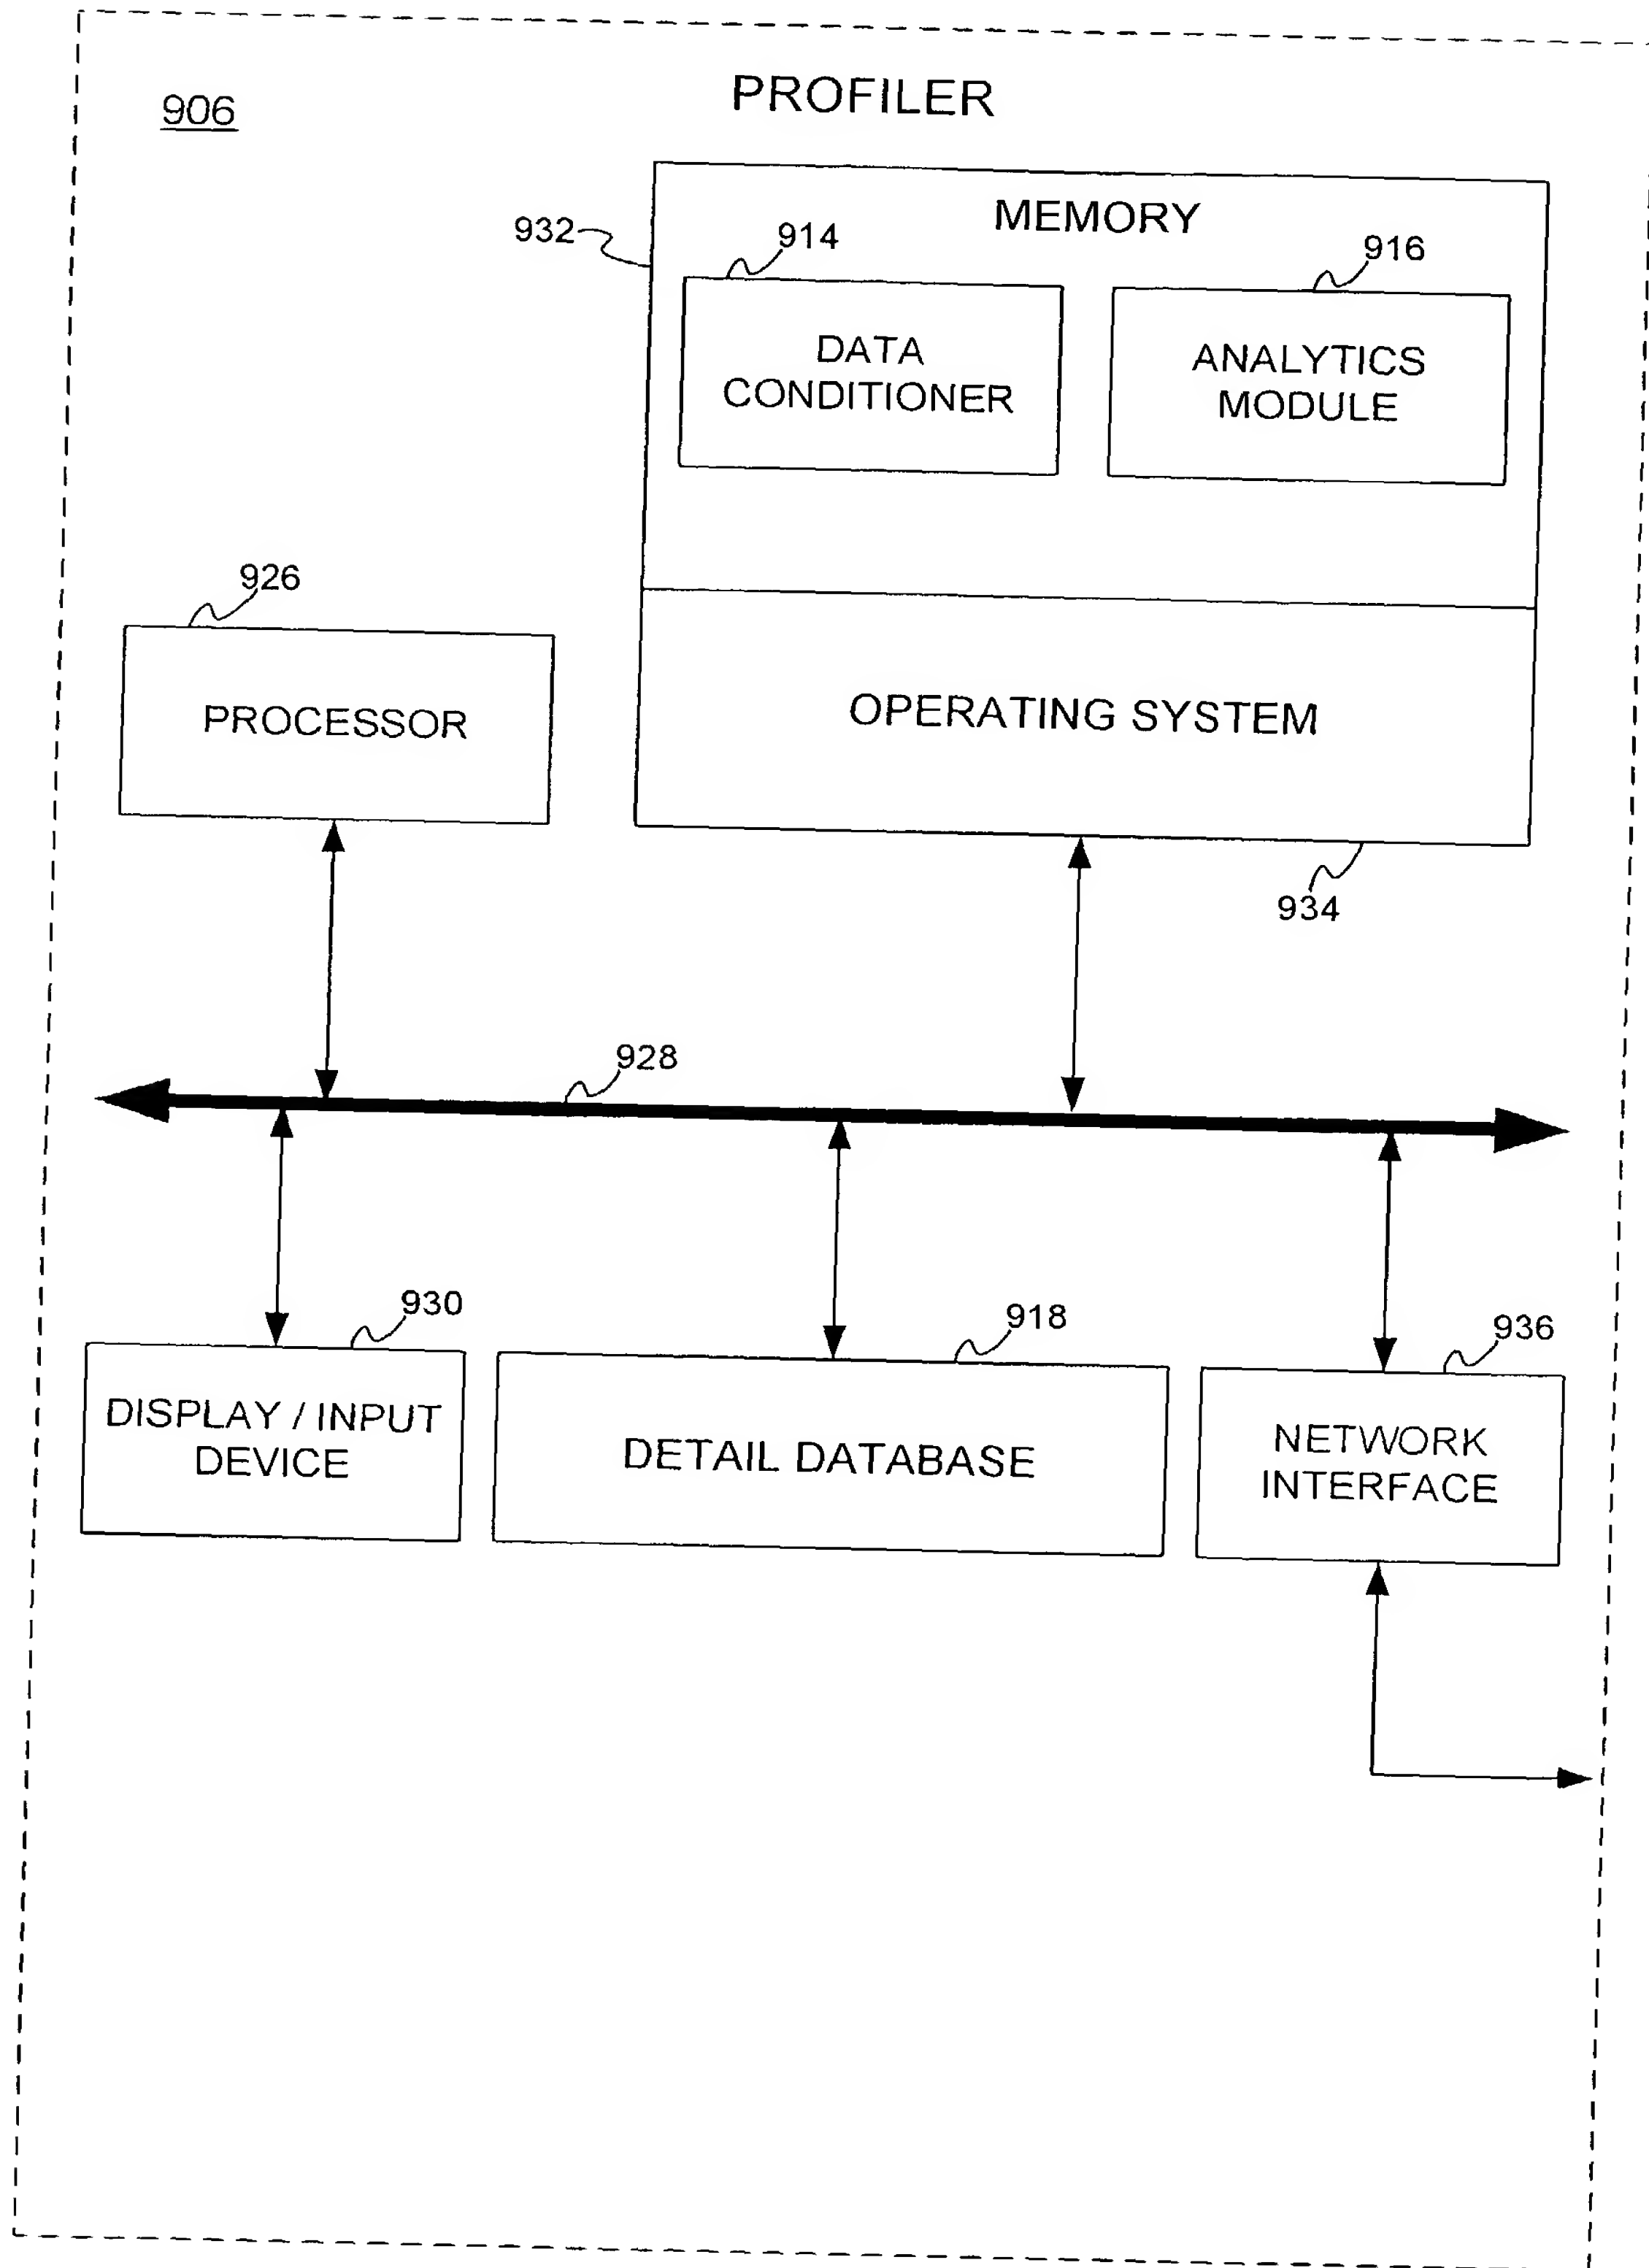 PROFILER
906
MEMORY
932
914
916
DATA
CONDITIONER
ANALYTICS
MODULE
926
PROCESSOR
OPERATING SYSTEM
934
928
930
918
936
DISPLAY / INPUT
DEVICE
DETAIL DATABASE
NETWORK
INTERFACE